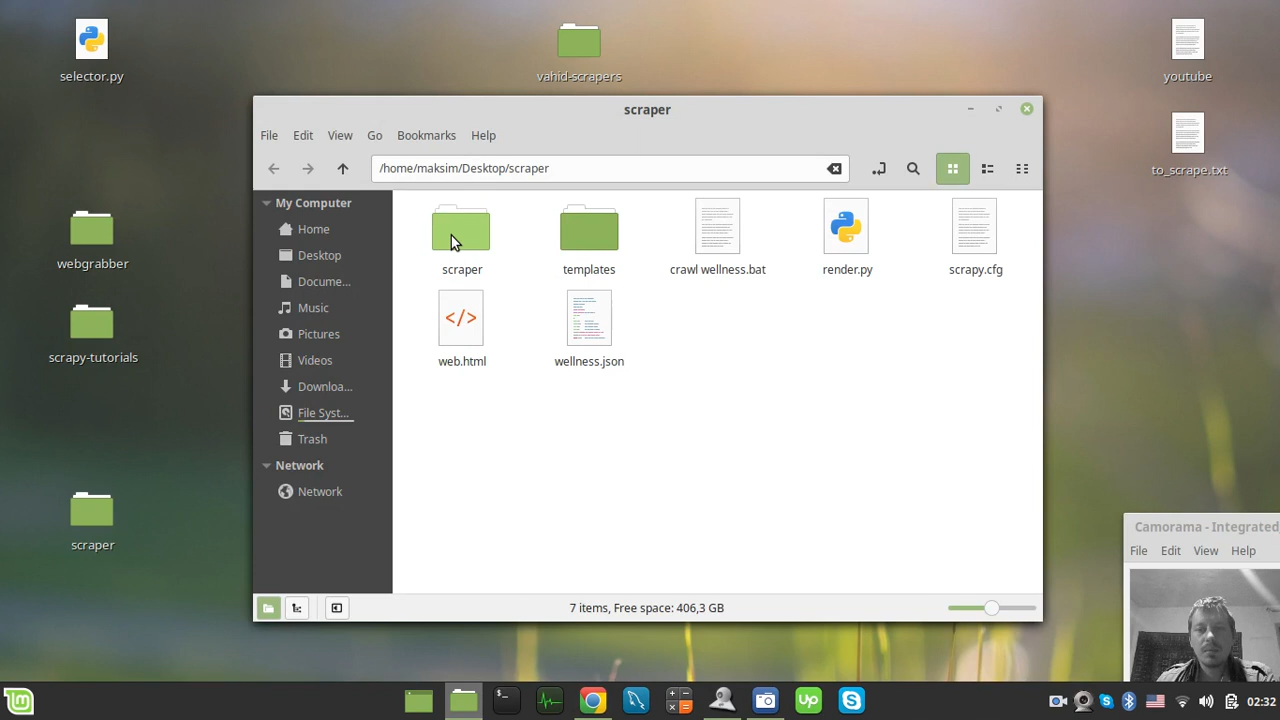 selector.py
vahid-scrapers
youtube
scraper
File Edit View Go Bookmarks Help
to_scrape.txt
/home/maksim/Desktop/scraper
My Computer
Home
Desktop
Docume...
Music
Pictures
Videos
Downloa...
File Syst...
Trash
Network
Network
scraper
templates
crawl wellness.bat
render.py
scrapy.cfg
web.html
wellness.json
webgrabber
scrapy-tutorials
scraper
Camorama - Integrated
File Edit View Help
7 items, Free space: 406,3 GB
lm
up
02:32